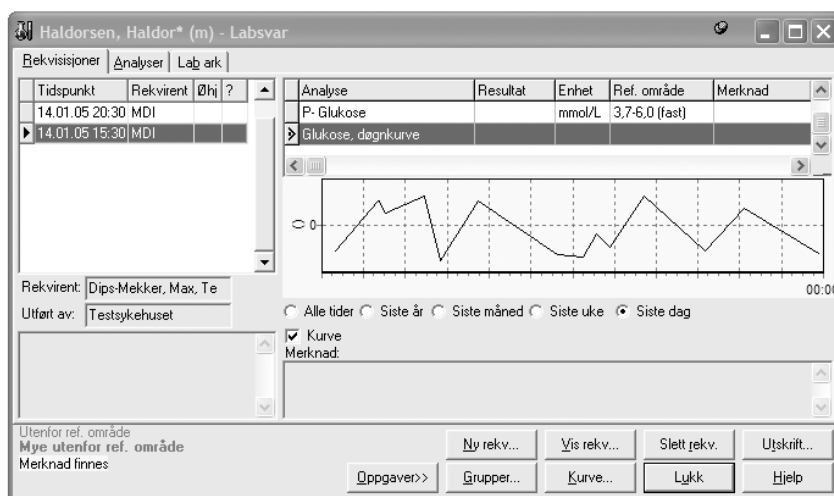 Haldorsen, Haldor* (m) - Labsvar
Rekvisisjoner Analyser Lab ark
Tidspunkt Rekvirent Øhj ?
14.01.05 20:30 MDI
14.01.05 15:30 MDI
Analyse Resultat Enhet Ref. område Merknad
P- Glukose mmol/L 3,7-6,0 (fast)
Glukose, døgnkurve
0 0
00:00
Rekvirent: Dips-Mekker, Max, Te
Utført av: Testsykehuset
Alle tider Siste år Siste måned Siste uke Siste dag
Kurve
Merknad:
Utenfor ref. område
Mye utenfor ref. område
Merknad finnes
Ny rekv... Vis rekv... Slett rekv. Utskrift...
Oppgaver>> Grupper... Kurve... Lukk Hjelp